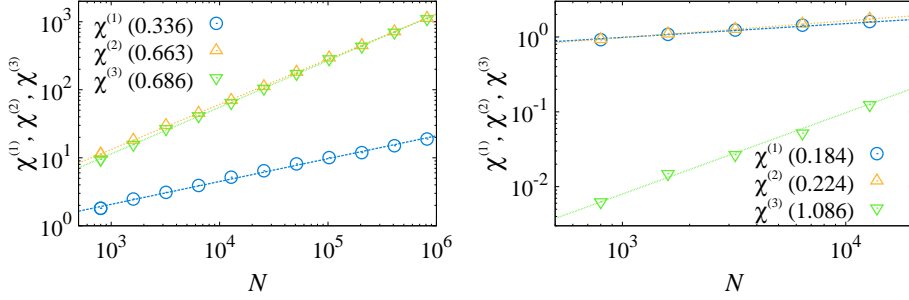 χ(1), χ(2), χ(3)
10^3
10^2
10^1
10^0
χ(1) (0.336)
χ(2) (0.663)
χ(3) (0.686)
10^3 10^4 10^5 10^6
N
χ(1), χ(2), χ(3)
10^0
10^-1
10^-2
χ(1) (0.184)
χ(2) (0.224)
χ(3) (1.086)
10^3 10^4
N